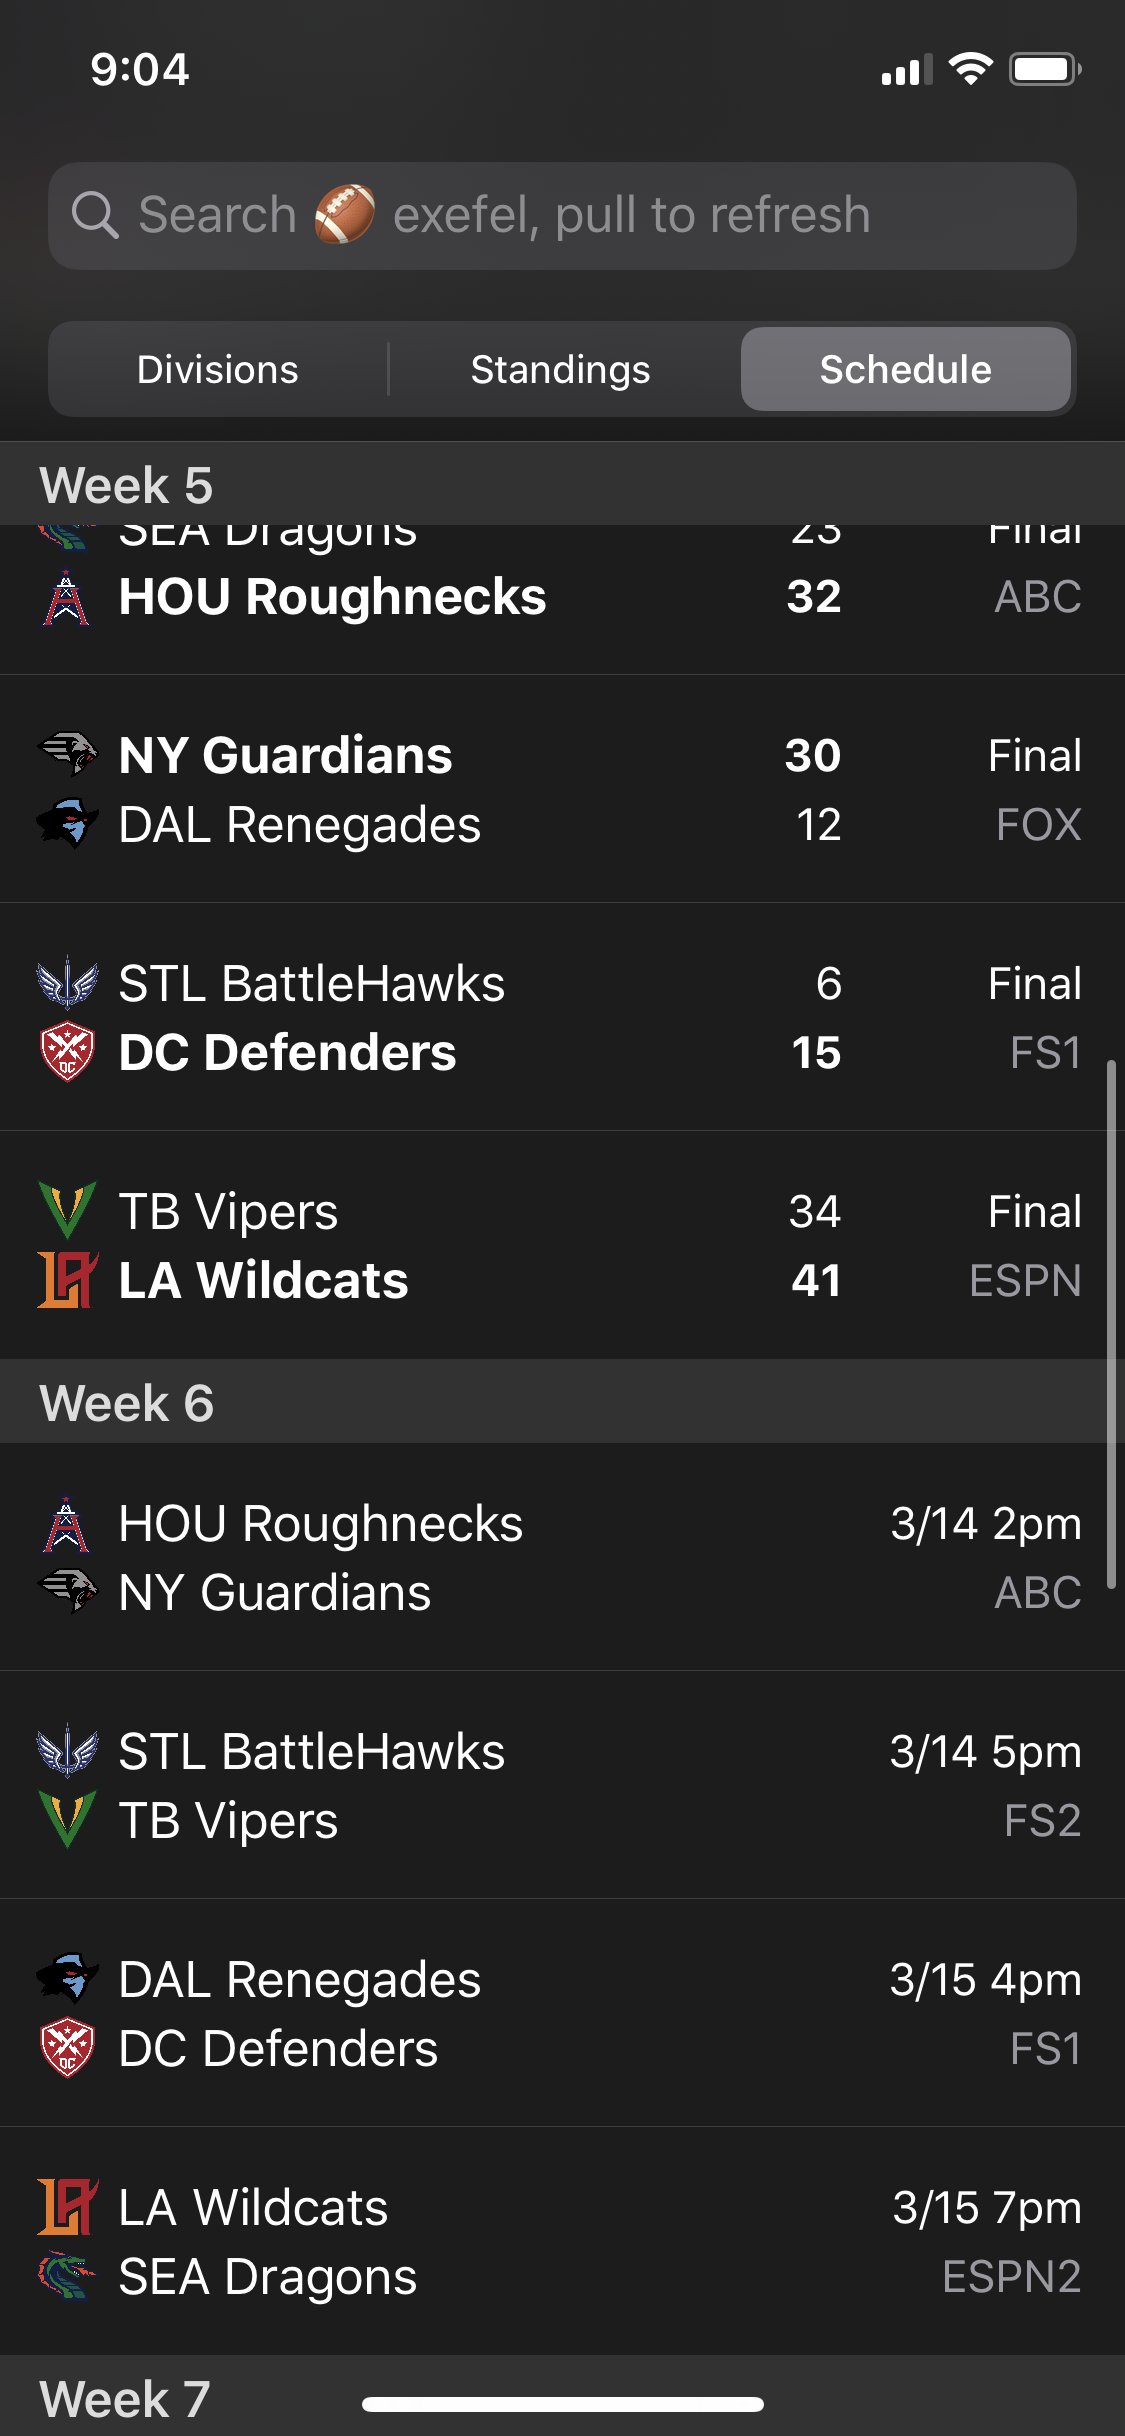 9:04
Search 🏈 exefel, pull to refresh
Divisions Standings Schedule
Week 5
SEA Dragons 23 Final
HOU Roughnecks 32 ABC
NY Guardians 30 Final
DAL Renegades 12 FOX
STL BattleHawks 6 Final
DC Defenders 15 FS1
TB Vipers 34 Final
LA Wildcats 41 ESPN
Week 6
HOU Roughnecks 3/14 2pm
NY Guardians ABC
STL BattleHawks 3/14 5pm
TB Vipers FS2
DAL Renegades 3/15 4pm
DC Defenders FS1
LA Wildcats 3/15 7pm
SEA Dragons ESPN2
Week 7